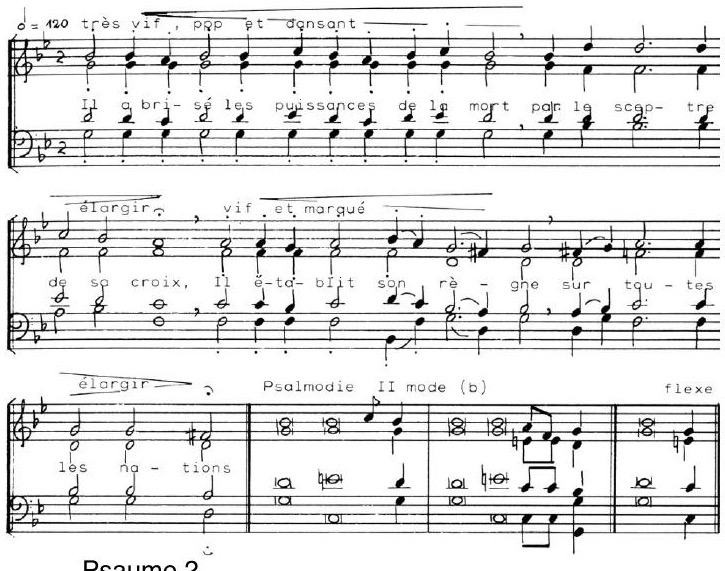 𝅗𝅥 = 120 très vif, pop et dansant
Il a bri- sé les puissances de la mort par le scep- tre
élargir vif et marqué
de sa croix, Il é-ta-blit son rè - gne sur tou - tes
élargir Psalmodie II mode (b) flexe
les na - tions
Psaume 2